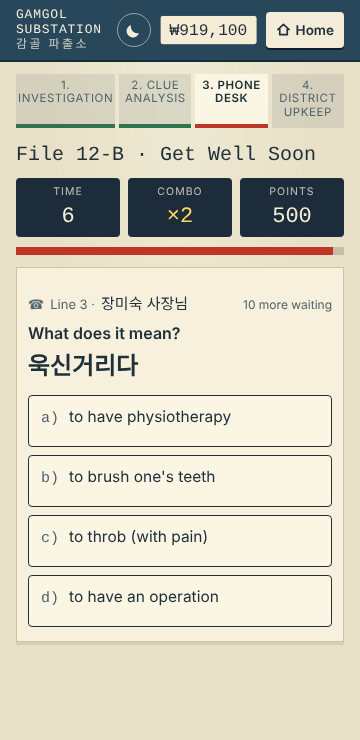 GAMGOL
SUBSTATION
감골 파출소
₩919,100
Home
1. INVESTIGATION
2. CLUE ANALYSIS
3. PHONE DESK
4. DISTRICT UPKEEP
File 12-B · Get Well Soon
TIME
6
COMBO
×2
POINTS
500
☎ Line 3 · 장미숙 사장님
10 more waiting
What does it mean?
욱신거리다
a) to have physiotherapy
b) to brush one's teeth
c) to throb (with pain)
d) to have an operation